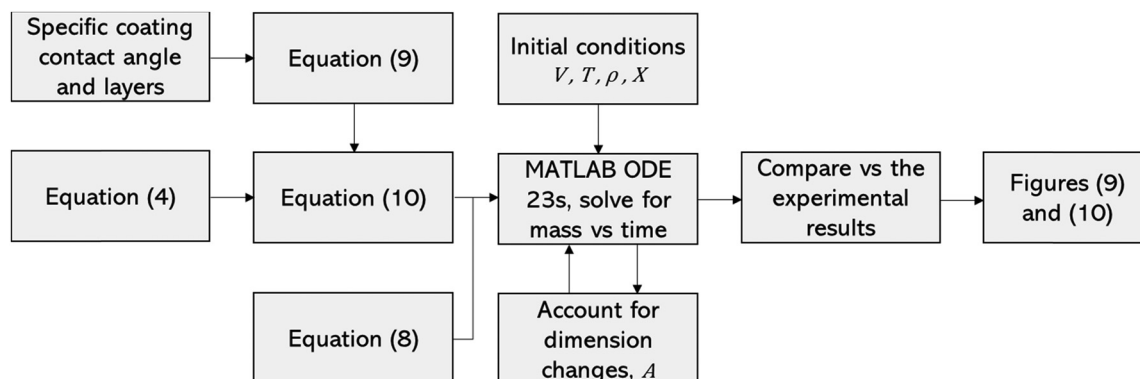 Specific coating
contact angle
and layers
Equation (9)
Initial conditions
V, T, ρ, X
Equation (4)
Equation (10)
MATLAB ODE
23s, solve for
mass vs time
Compare vs the
experimental
results
Figures (9)
and (10)
Equation (8)
Account for
dimension
changes, A